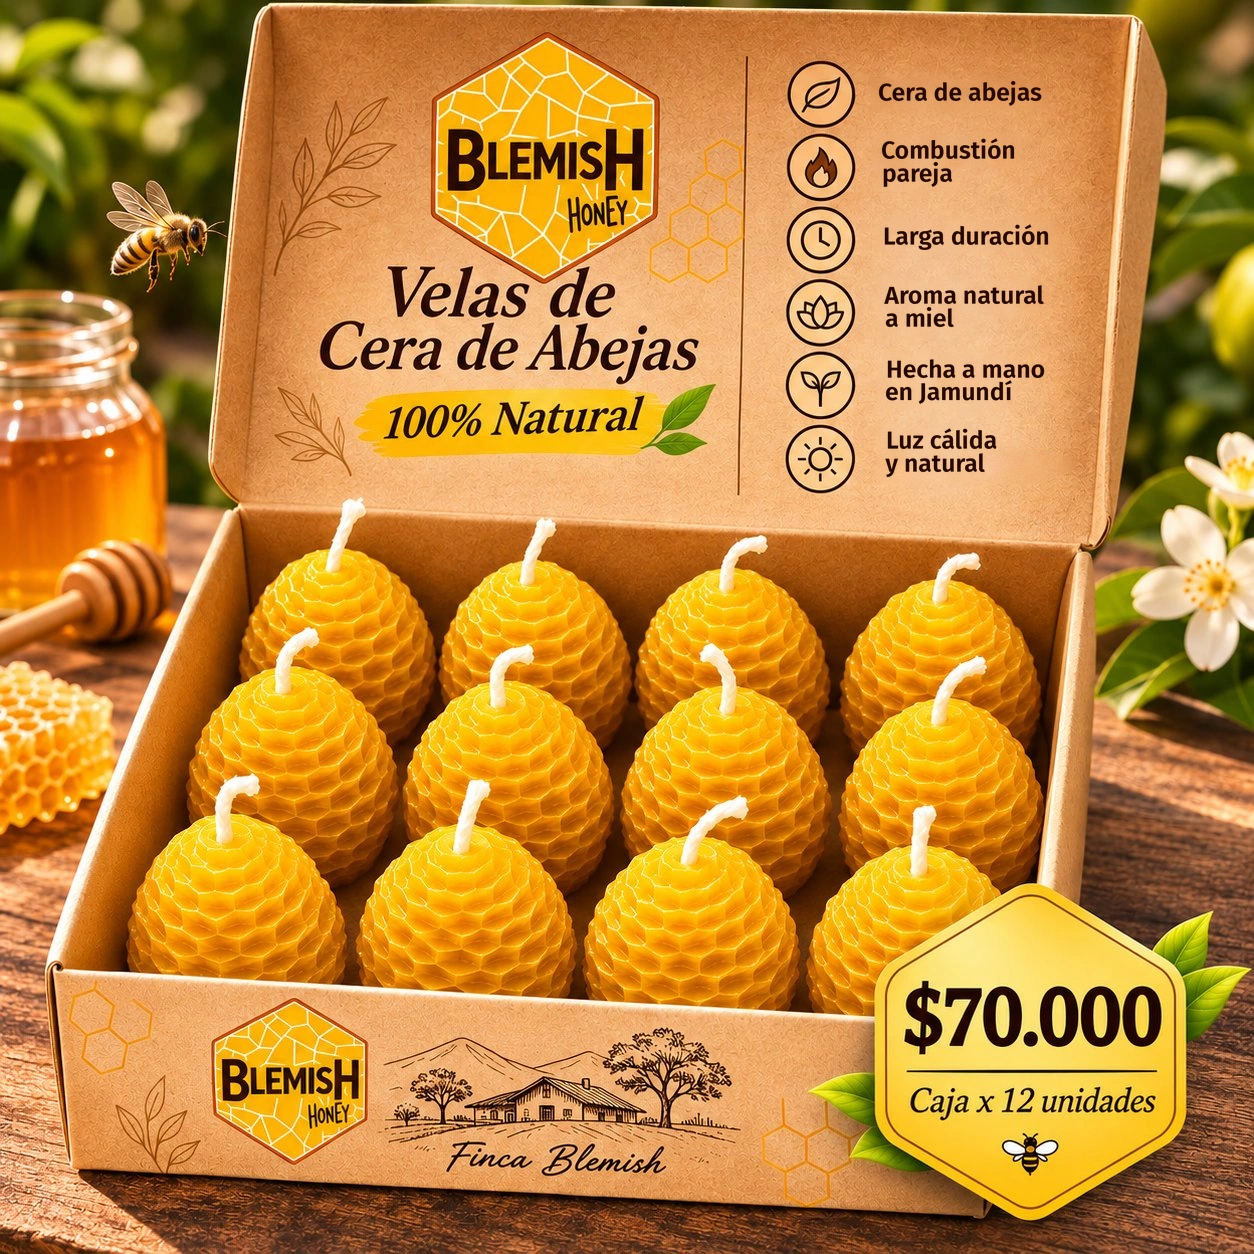 BLEMISH
HONEY
Velas de
Cera de Abejas
100% Natural
Cera de abejas
Combustión
pareja
Larga duración
Aroma natural
a miel
Hecha a mano
en Jamundí
Luz cálida
y natural
BLEMISH
HONEY
Finca Blemish
$70.000
Caja x 12 unidades